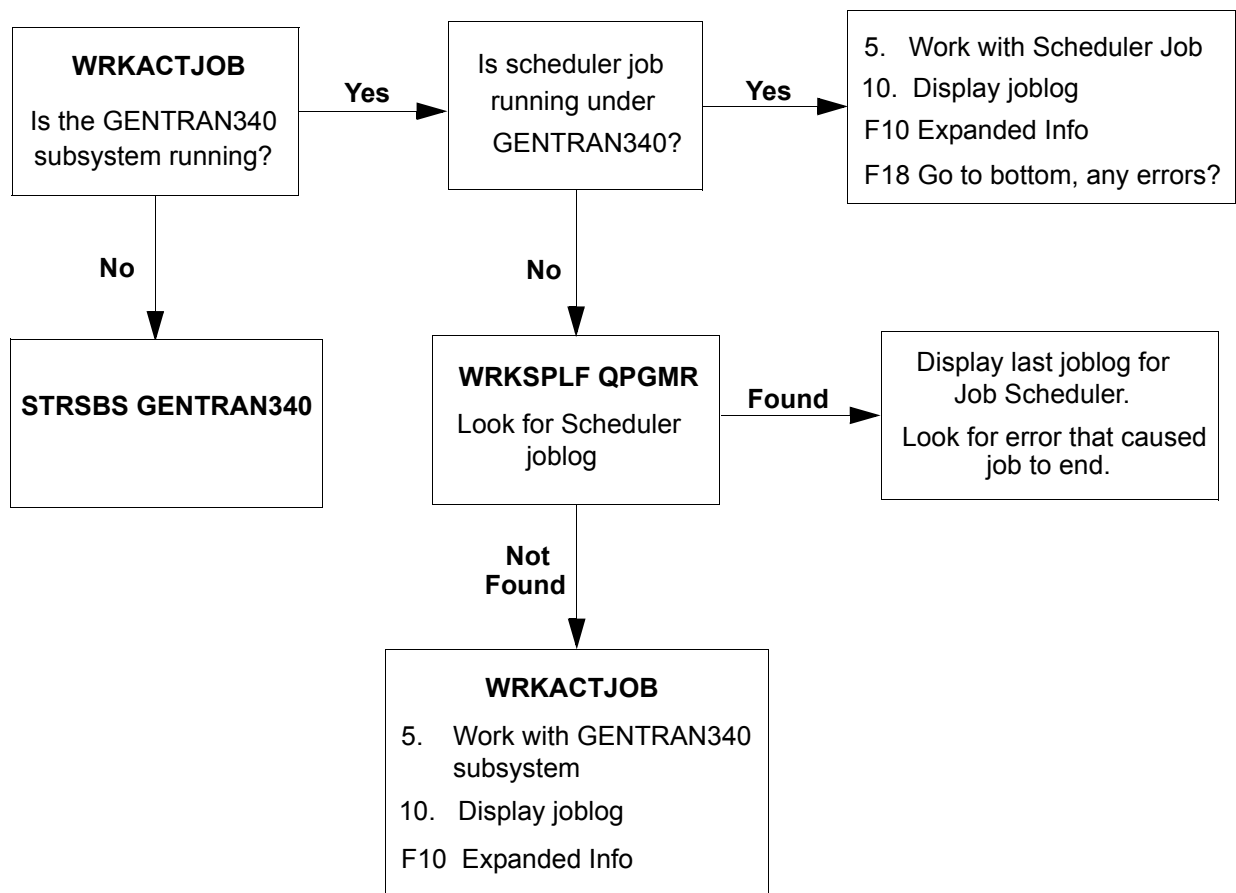 WRKACTJOB
Is the GENTRAN340
subsystem running?
Yes
Is scheduler job
running under
GENTRAN340?
Yes
5. Work with Scheduler Job
10. Display joblog
F10 Expanded Info
F18 Go to bottom, any errors?
No
No
STRSBS GENTRAN340
WRKSPLF QPGMR
Look for Scheduler
joblog
Found
Display last joblog for
Job Scheduler.
Look for error that caused
job to end.
Not
Found
WRKACTJOB
5. Work with GENTRAN340
subsystem
10. Display joblog
F10 Expanded Info